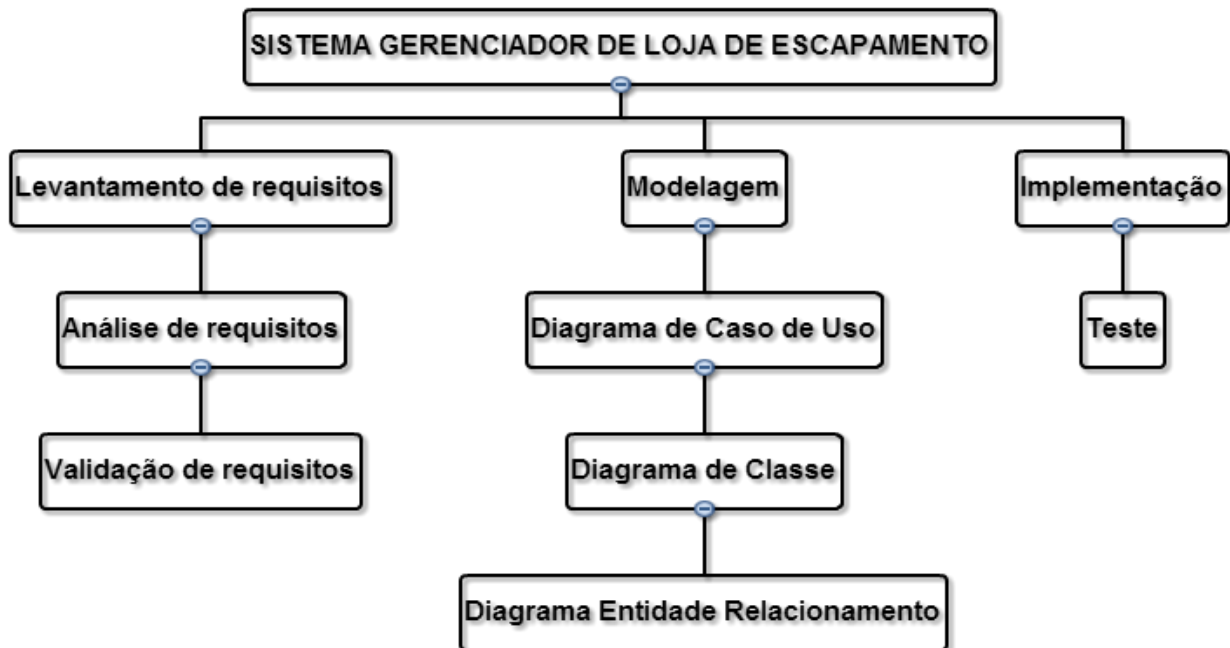 SISTEMA GERENCIADOR DE LOJA DE ESCAPAMENTO
Levantamento de requisitos
Modelagem
Implementação
Análise de requisitos
Diagrama de Caso de Uso
Teste
Validação de requisitos
Diagrama de Classe
Diagrama Entidade Relacionamento